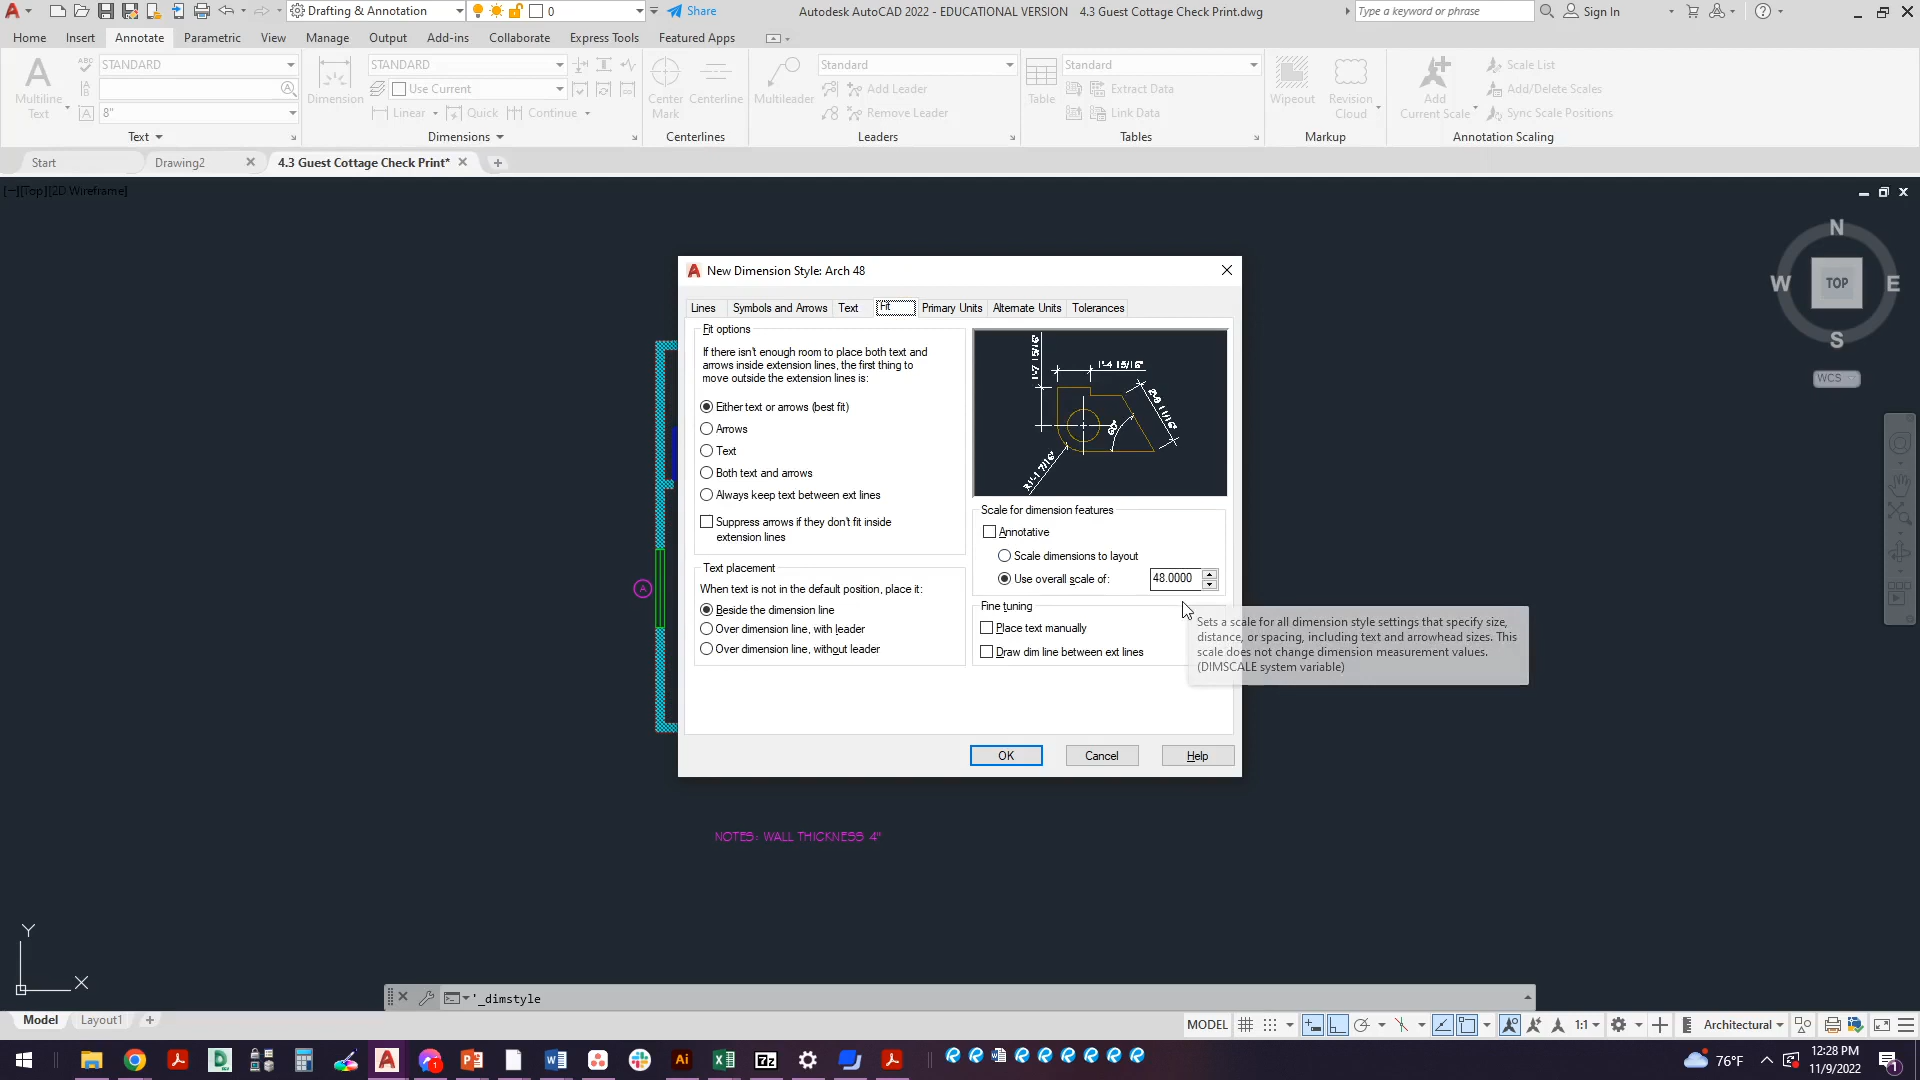 Drafting & Annotation
0
Share
Autodesk AutoCAD 2022 - EDUCATIONAL VERSION 4.3 Guest Cottage Check Print.dwg
Type a keyword or phrase
Sign In
Home Insert Annotate Parametric View Manage Output Add-ins Collaborate Express Tools Featured Apps
Multiline Text
STANDARD
8"
Text
Dimension
STANDARD
Use Current
Linear Quick Continue
Dimensions
Center Mark Centerline
Centerlines
Multileader
Standard
Add Leader
Remove Leader
Leaders
Table
Standard
Extract Data
Link Data
Tables
Wipeout Revision Cloud
Markup
Add Current Scale
Scale List
Add/Delete Scales
Sync Scale Positions
Annotation Scaling
Start Drawing2 4.3 Guest Cottage Check Print*
[−][Top][2D Wireframe]
N
W TOP E
S
WCS
New Dimension Style: Arch 48
Lines Symbols and Arrows Text Fit Primary Units Alternate Units Tolerances
Fit options
If there isn't enough room to place both text and
arrows inside extension lines, the first thing to
move outside the extension lines is:
Either text or arrows (best fit)
Arrows
Text
Both text and arrows
Always keep text between ext lines
Suppress arrows if they don't fit inside
extension lines
Text placement
When text is not in the default position, place it:
Beside the dimension line
Over dimension line, with leader
Over dimension line, without leader
1'-4 15/16"
Scale for dimension features
Annotative
Scale dimensions to layout
Use overall scale of: 48.0000
Fine tuning
Place text manually
Draw dim line between ext lines
Sets a scale for all dimension style settings that specify size,
distance, or spacing, including text and arrowhead sizes. This
scale does not change dimension measurement values.
(DIMSCALE system variable)
OK Cancel Help
A
NOTES: WALL THICKNESS 4"
Y
X
'_dimstyle
Model Layout1
MODEL 1:1 Architectural
76°F
12:28 PM
11/9/2022